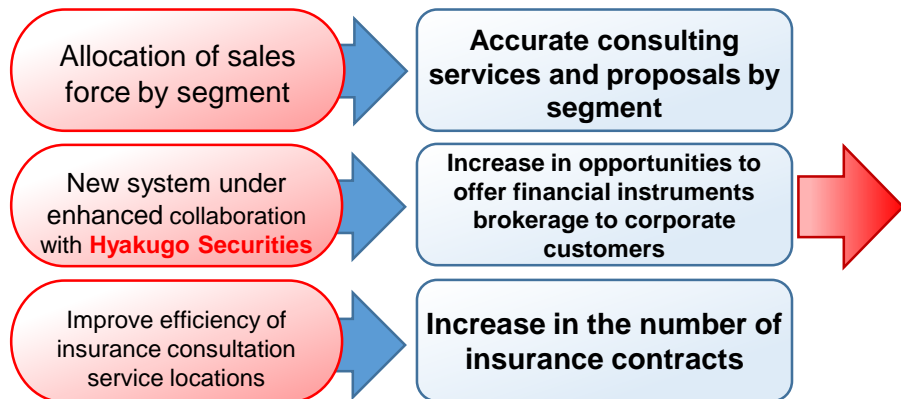 Allocation of sales
force by segment
Accurate consulting
services and proposals by
segment
New system under
enhanced collaboration
with Hyakugo Securities
Increase in opportunities to
offer financial instruments
brokerage to corporate
customers
Improve efficiency of
insurance consultation
service locations
Increase in the number of
insurance contracts